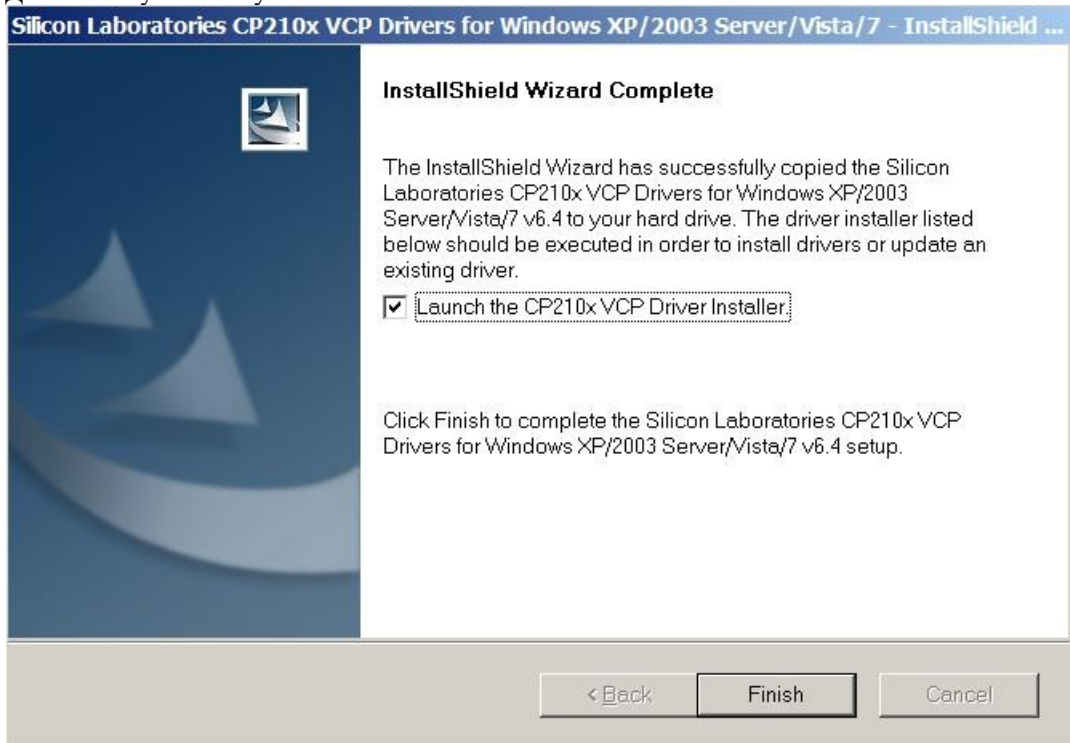 Silicon Laboratories CP210x VCP Drivers for Windows XP/2003 Server/Vista/7 - InstallShield ...
InstallShield Wizard Complete
The InstallShield Wizard has successfully copied the Silicon
Laboratories CP210x VCP Drivers for Windows XP/2003
Server/Vista/7 v6.4 to your hard drive. The driver installer listed
below should be executed in order to install drivers or update an
existing driver.
Launch the CP210x VCP Driver Installer.
Click Finish to complete the Silicon Laboratories CP210x VCP
Drivers for Windows XP/2003 Server/Vista/7 v6.4 setup.
< Back
Finish
Cancel